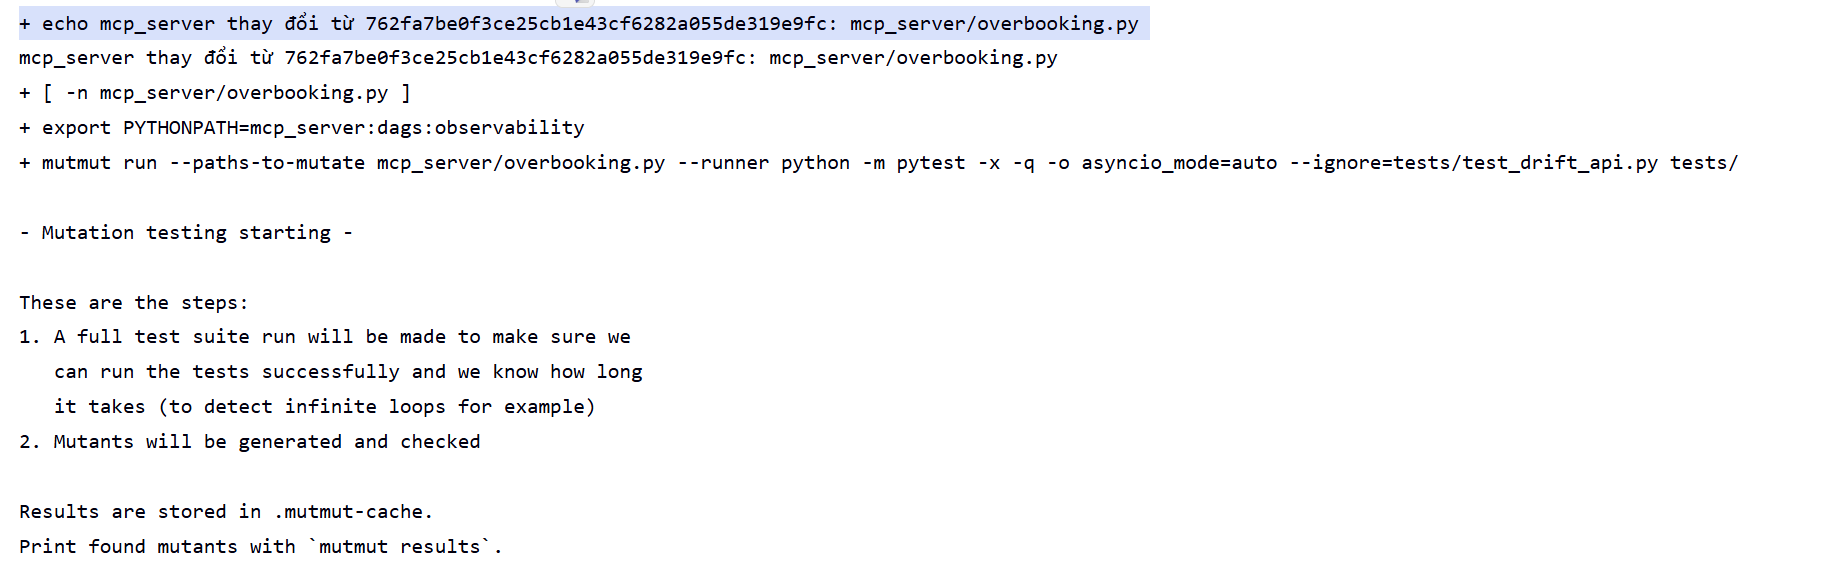 + echo mcp_server thay đổi từ 762fa7be0f3ce25cb1e43cf6282a055de319e9fc: mcp_server/overbooking.py
mcp_server thay đổi từ 762fa7be0f3ce25cb1e43cf6282a055de319e9fc: mcp_server/overbooking.py
+ [ -n mcp_server/overbooking.py ]
+ export PYTHONPATH=mcp_server:dags:observability
+ mutmut run --paths-to-mutate mcp_server/overbooking.py --runner python -m pytest -x -q -o asyncio_mode=auto --ignore=tests/test_drift_api.py tests/
- Mutation testing starting -
These are the steps:
1. A full test suite run will be made to make sure we
   can run the tests successfully and we know how long
   it takes (to detect infinite loops for example)
2. Mutants will be generated and checked
Results are stored in .mutmut-cache.
Print found mutants with `mutmut results`.